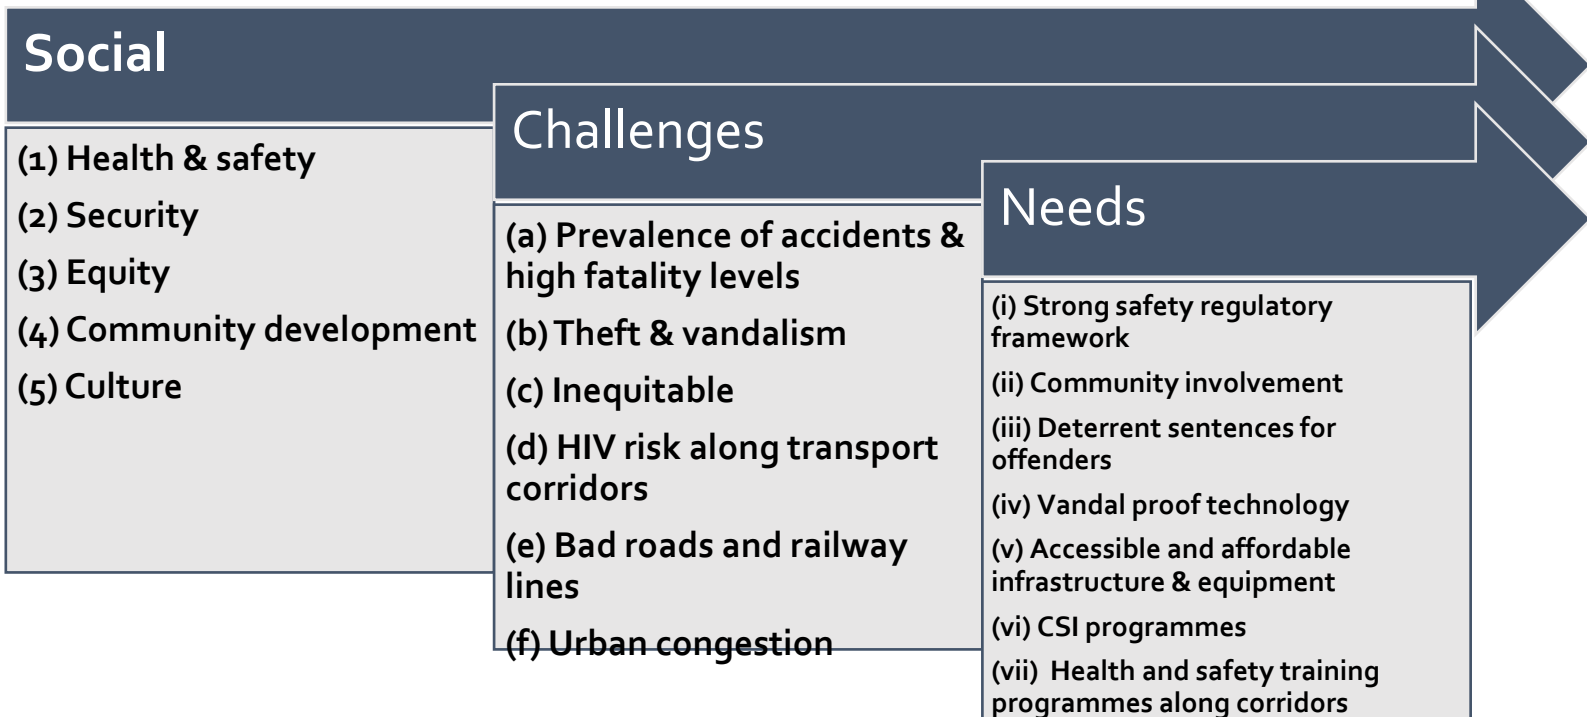 Social
(1) Health & safety
(2) Security
(3) Equity
(4) Community development
(5) Culture
Challenges
(a) Prevalence of accidents &
high fatality levels
(b) Theft & vandalism
(c) Inequitable
(d) HIV risk along transport
corridors
(e) Bad roads and railway
lines
(f) Urban congestion
Needs
(i) Strong safety regulatory
framework
(ii) Community involvement
(iii) Deterrent sentences for
offenders
(iv) Vandal proof technology
(v) Accessible and affordable
infrastructure & equipment
(vi) CSI programmes
(vii) Health and safety training
programmes along corridors